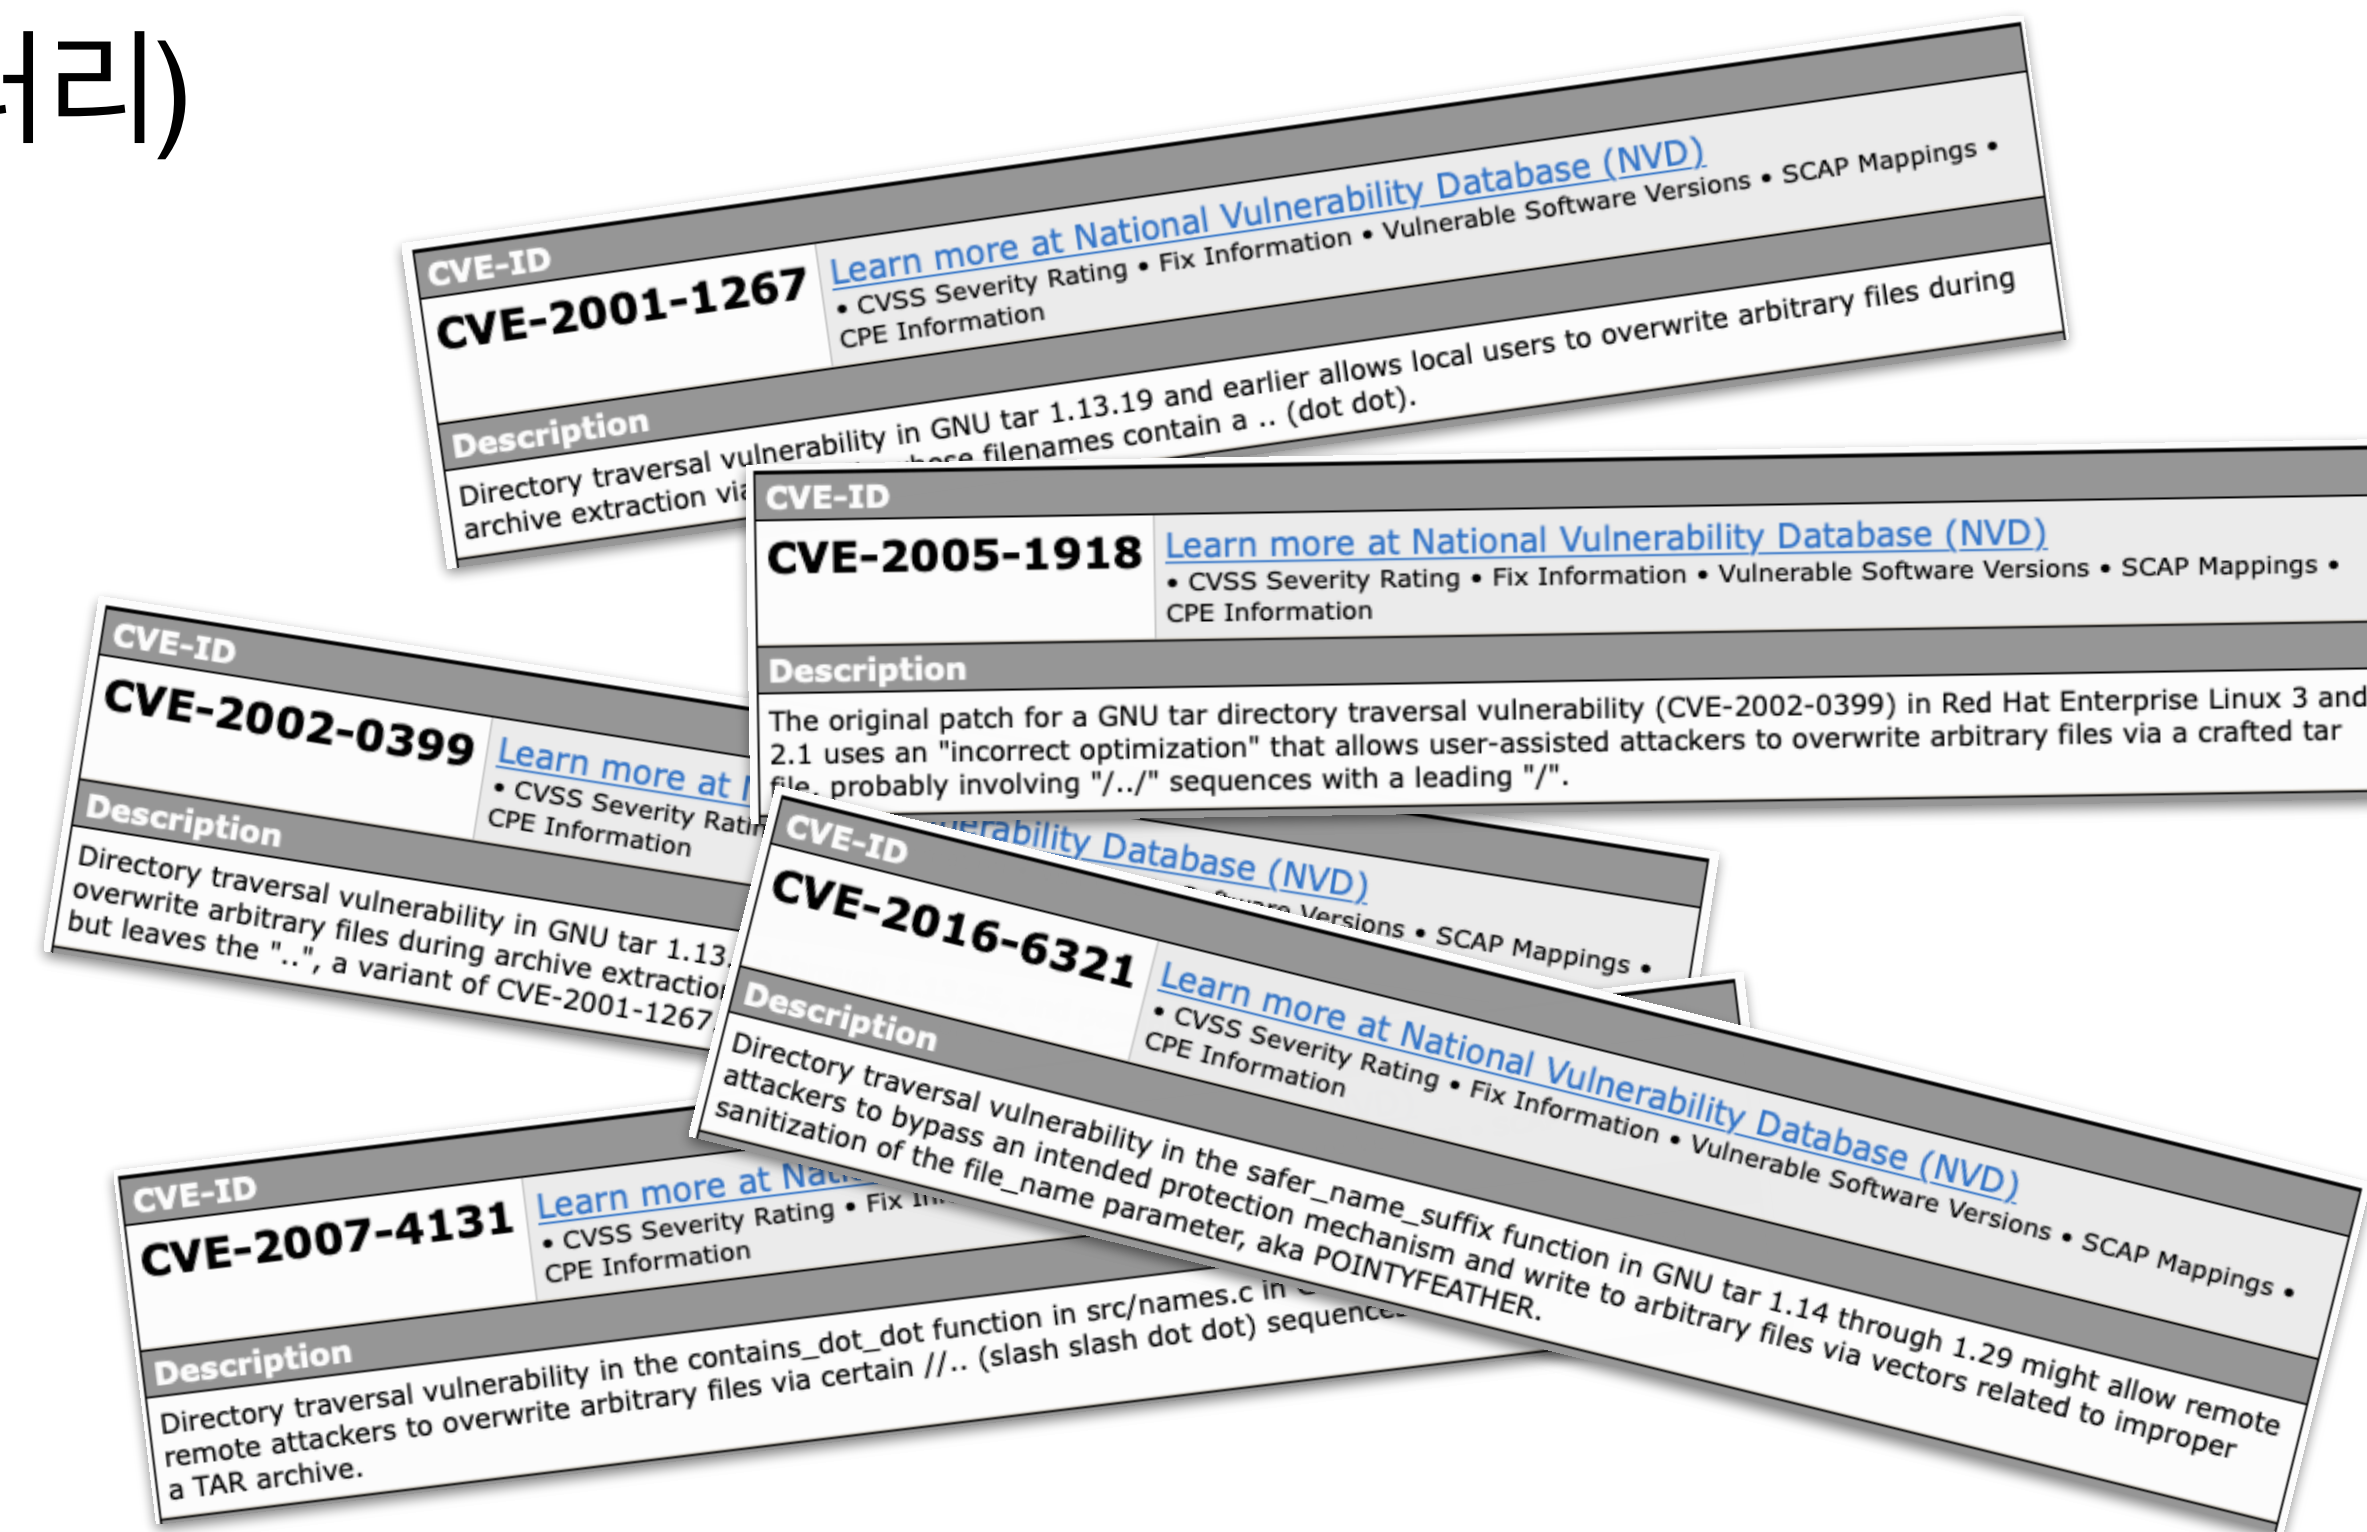 리)
CVE-ID
CVE-2001-1267
Learn more at National Vulnerability Database (NVD)
• CVSS Severity Rating • Fix Information • Vulnerable Software Versions • SCAP Mappings •
CPE Information
Description
Directory traversal vulnerability in GNU tar 1.13.19 and earlier allows local users to overwrite arbitrary files during
archive extraction via filenames contain a .. (dot dot).
CVE-ID
CVE-2005-1918
Learn more at National Vulnerability Database (NVD)
• CVSS Severity Rating • Fix Information • Vulnerable Software Versions • SCAP Mappings •
CPE Information
Description
The original patch for a GNU tar directory traversal vulnerability (CVE-2002-0399) in Red Hat Enterprise Linux 3 and
2.1 uses an "incorrect optimization" that allows user-assisted attackers to overwrite arbitrary files via a crafted tar
file, probably involving "/../" sequences with a leading "/".
CVE-ID
CVE-2002-0399
Learn more at Database (NVD)
• CVSS Severity Versions • SCAP Mappings •
CPE Information
Description
Directory traversal vulnerability in GNU tar 1.13.
overwrite arbitrary files during archive
but leaves the "..", a variant of CVE-2001-1267
CVE-ID
CVE-2016-6321
Learn more at National Vulnerability Database (NVD)
• CVSS Severity Rating • Fix Information • Vulnerable Software Versions • SCAP Mappings •
CPE Information
Description
Directory traversal vulnerability in the safer_name_suffix function in GNU tar 1.14 through 1.29 might allow remote
attackers to bypass an intended protection mechanism and write to arbitrary files via vectors related to improper
sanitization of the file_name parameter, aka POINTYFEATHER.
CVE-ID
CVE-2007-4131
Learn more at
• CVSS Severity Rating • Fix
CPE Information
Description
Directory traversal vulnerability in the contains_dot_dot function in src/names.c in
remote attackers to overwrite arbitrary files via certain //.. (slash slash dot dot)
a TAR archive.